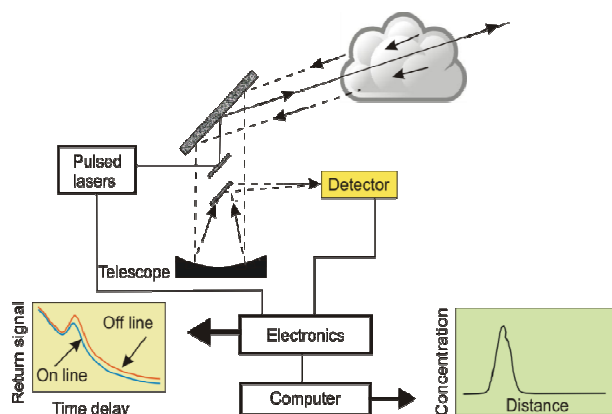 Pulsed
lasers
Detector
Telescope
Return signal
Off line
On line
Time delay
Electronics
Computer
Concentration
Distance